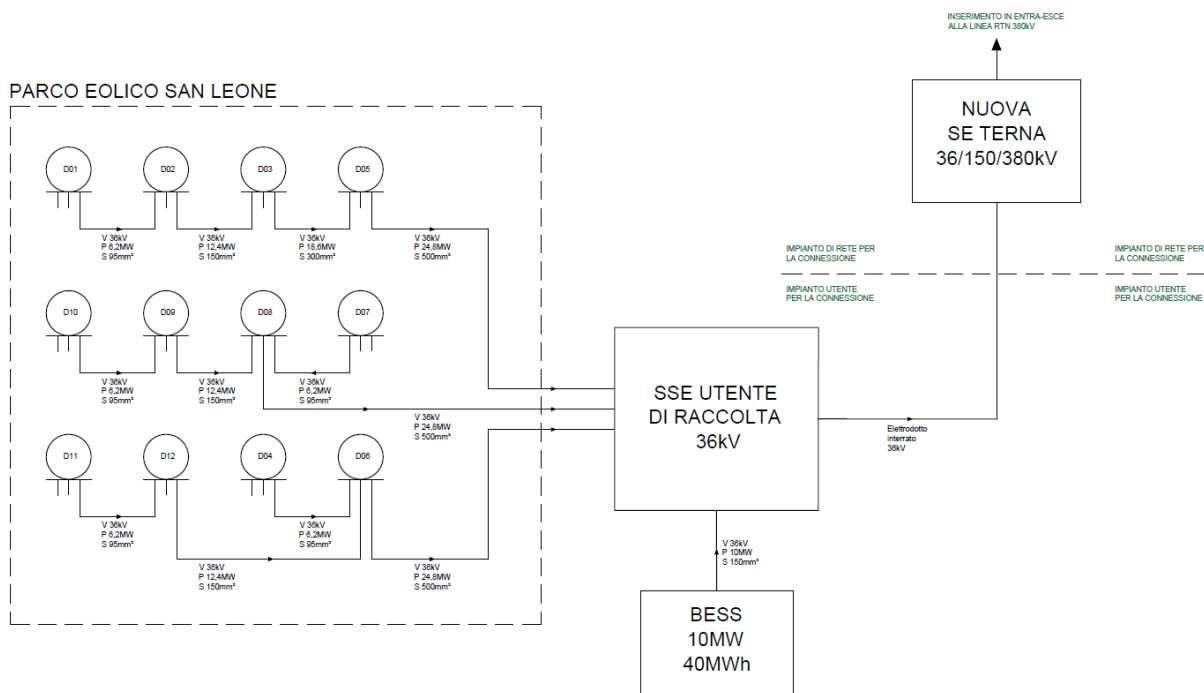 INSERIMENTO IN ENTRA-ESCE
ALLA LINEA RTN 380kV
NUOVA
SE TERNA
36/150/380kV
PARCO EOLICO SAN LEONE
D01
D02
D03
D05
V 36kV
P 6,2MW
S 95mm²
V 36kV
P 12,4MW
S 150mm²
V 36kV
P 18,6MW
S 300mm²
V 36kV
P 24,8MW
S 500mm²
IMPIANTO DI RETE PER
LA CONNESSIONE
IMPIANTO DI RETE PER
LA CONNESSIONE
IMPIANTO UTENTE
PER LA CONNESSIONE
IMPIANTO UTENTE
PER LA CONNESSIONE
D10
D09
D08
D07
V 36kV
P 6,2MW
S 95mm²
V 36kV
P 12,4MW
S 150mm²
V 36kV
P 6,2MW
S 95mm²
V 36kV
P 24,8MW
S 500mm²
SSE UTENTE
DI RACCOLTA
36kV
Elettrodotto
interrato
36kV
D11
D12
D04
D06
V 36kV
P 6,2MW
S 95mm²
V 36kV
P 6,2MW
S 95mm²
V 36kV
P 12,4MW
S 150mm²
V 36kV
P 24,8MW
S 500mm²
V 36kV
P 10MW
S 150mm²
BESS
10MW
40MWh